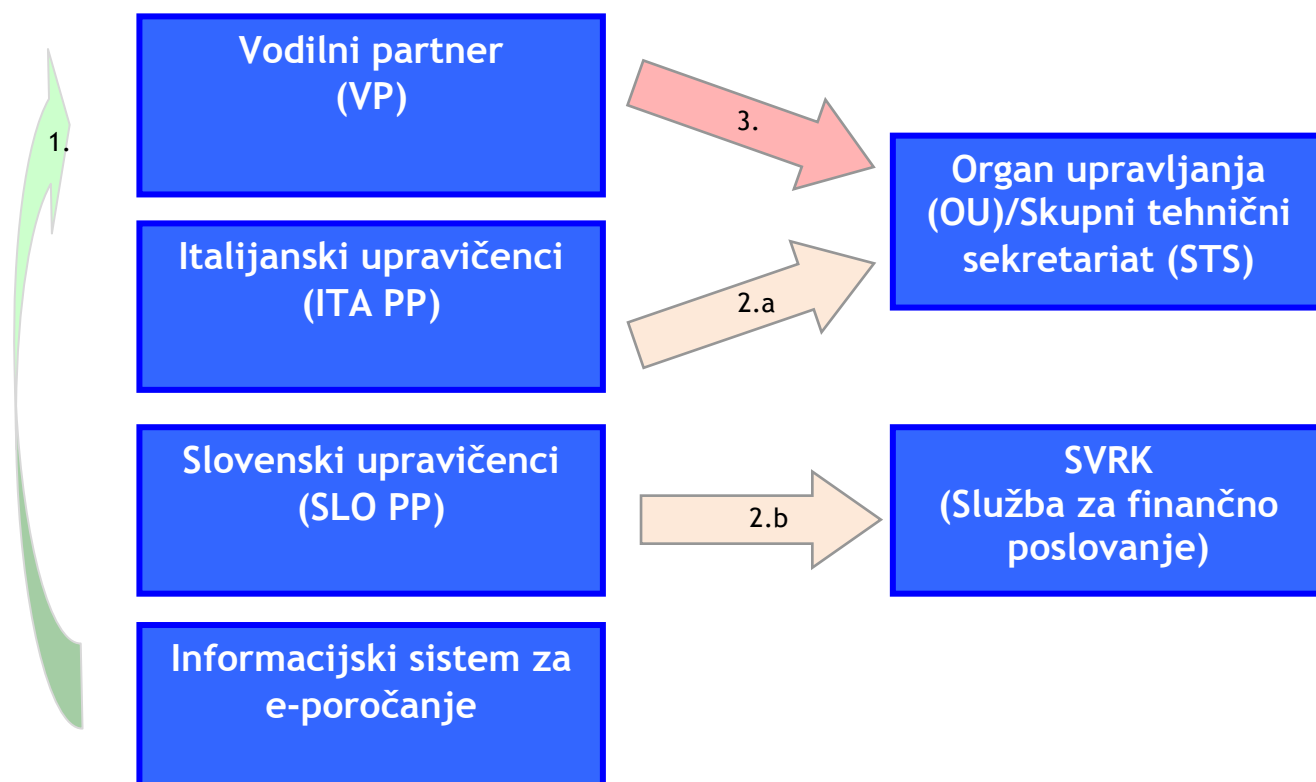 Vodilni partner
(VP)
1.
3.
Organ upravljanja
(OU)/Skupni tehnični
sekretariat (STS)
Italijanski upravičenci
(ITA PP)
2.a
Slovenski upravičenci
(SLO PP)
2.b
SVRK
(Služba za finančno
poslovanje)
Informacijski sistem za
e-poročanje